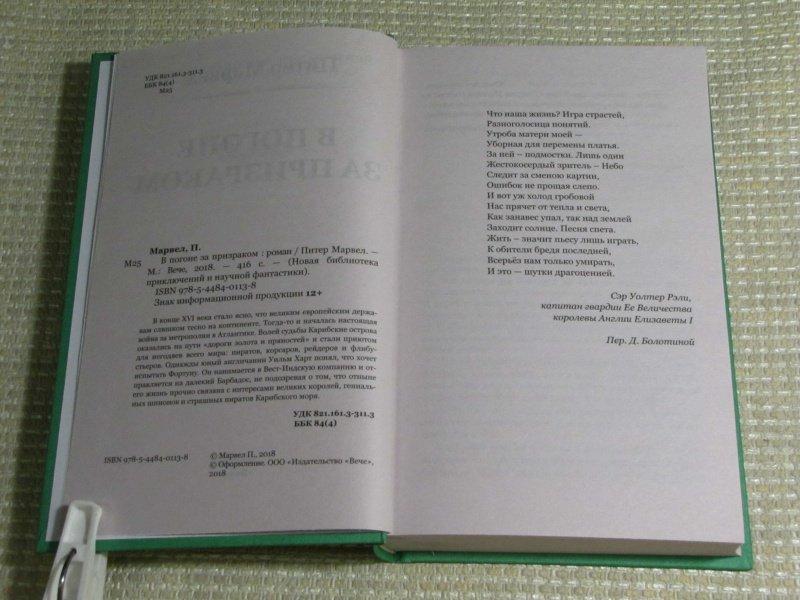 УДК 821.161.3-311.3
ББК 84(4)
М25
Марвел, П.
М25 В погоне за призраком : роман / Питер Марвел. —
М.: Вече, 2018. — 416 с. — (Новая библиотека
приключений и научной фантастики).
ISBN 978-5-4484-0113-8
Знак информационной продукции 12+
В конце XVI века стало ясно, что великим европейским держа-
вам слишком тесно на континенте. Тогда-то и началась настоящая
война за метрополии в Атлантике. Волей судьбы Карибские острова
оказались на пути «дороги золота и пряностей» и стали приютом
для негодяев всего мира: пиратов, корсаров, рейдеров и флибу-
стьеров. Однажды юный англичанин Уильм Харт понял, что хочет
испытать Фортуну. Он нанимается в Вест-Индскую компанию и от-
правляется на далекий Барбадос, не подозревая о том, что отныне
его жизнь прочно связана с интересами великих королей, гениаль-
ных шпионок и страшных пиратов Карибского моря.
УДК 821.161.3-311.3
ББК 84(4)
ISBN 978-5-4484-0113-8
© Марвел П., 2018
© Оформление. ООО «Издательство «Вече»,
2018
Что наша жизнь? Игра страстей,
Разноголосица понятий.
Утроба матери моей —
Уборная для перемены платья.
За ней – подмостки. Лишь один
Жестокосердый зритель – Небо
Следит за сменою картин,
Ошибок не прощая слепо.
И вот уж холод гробовой
Нас прячет от тепла и света,
Как занавес упал, так над землей
Заходит солнце. Песня спета.
Жить – значит пьесу лишь играть,
К обители бредя последней,
Всерьёз нам только умирать,
И это — шутки драгоценней.
Сэр Уолтер Рэли,
капитан гвардии Ее Величества
королевы Англии Елизаветы I
Пер. Д. Болотиной